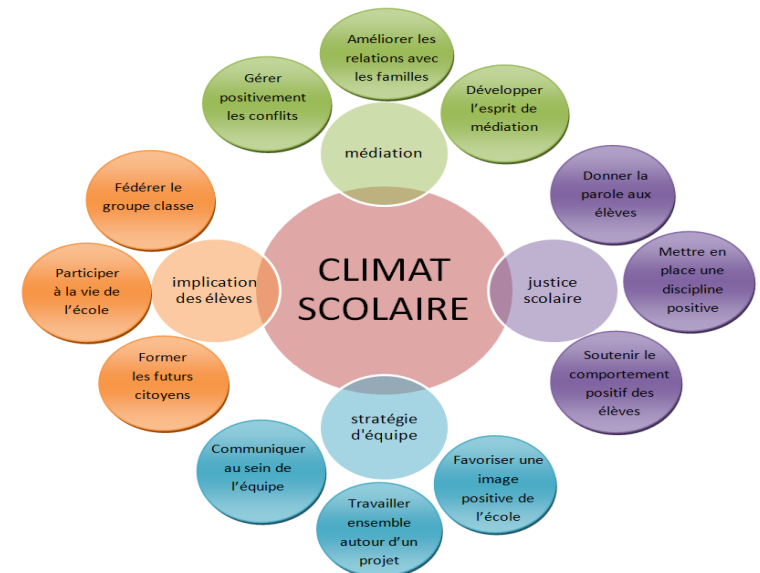 Améliorer les
relations avec
les familles
Gérer
positivement
les conflits
Développer
l'esprit de
médiation
médiation
Donner la
parole aux
élèves
Fédérer le
groupe classe
Mettre en
place une
discipline
positive
Participer
à la vie de
l'école
implication
des élèves
CLIMAT
SCOLAIRE
justice
scolaire
Former
les futurs
citoyens
Soutenir le
comportement
positif des
élèves
stratégie
d'équipe
Communiquer
au sein de
l'équipe
Favoriser une
image
positive de
l'école
Travailler
ensemble
autour d'un
projet